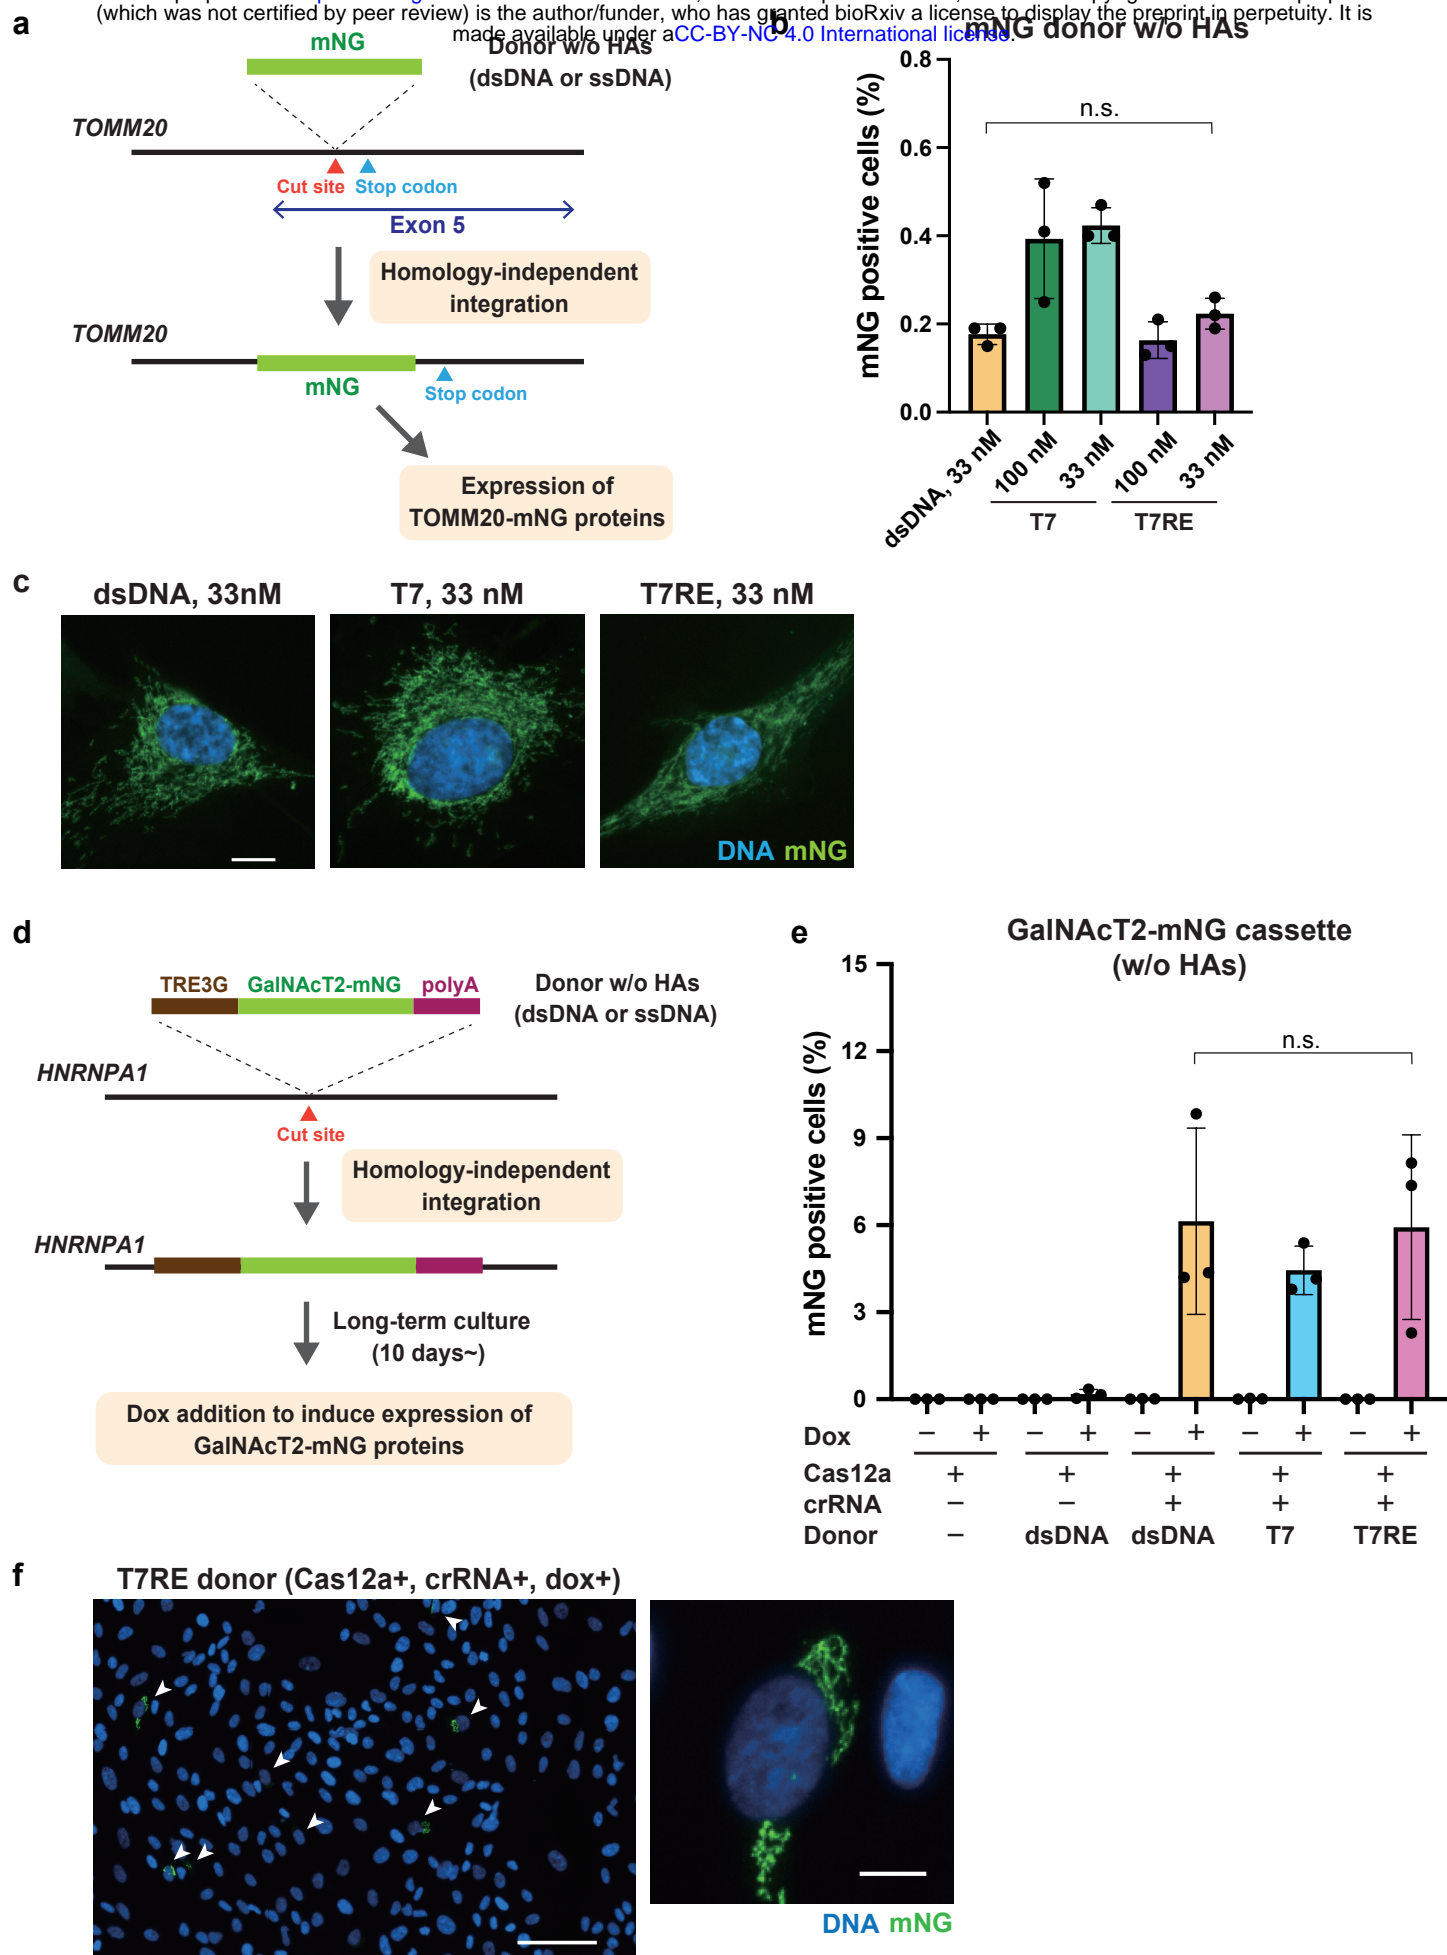 (which was not certified by peer review) is the author/funder, who has granted bioRxiv a license to display the preprint in perpetuity. It is
made available under aCC-BY-NC 4.0 International license.
a
mNG
Donor w/o HAs
(dsDNA or ssDNA)
TOMM20
Cut site
Stop codon
Exon 5
Homology-independent
integration
TOMM20
mNG
Stop codon
Expression of
TOMM20-mNG proteins
b
mNG donor w/o HAs
mNG positive cells (%)
0.8
0.6
0.4
0.2
0.0
n.s.
dsDNA, 33 nM
100 nM
33 nM
100 nM
33 nM
T7
T7RE
c
dsDNA, 33nM
T7, 33 nM
T7RE, 33 nM
DNA mNG
d
TRE3G
GalNAcT2-mNG
polyA
Donor w/o HAs
(dsDNA or ssDNA)
HNRNPA1
Cut site
Homology-independent
integration
HNRNPA1
Long-term culture
(10 days~)
Dox addition to induce expression of
GalNAcT2-mNG proteins
e
GalNAcT2-mNG cassette
(w/o HAs)
mNG positive cells (%)
15
12
9
6
3
0
n.s.
Dox − + − + − + − + − +
Cas12a + + + + +
crRNA − − + + +
Donor − dsDNA dsDNA T7 T7RE
f
T7RE donor (Cas12a+, crRNA+, dox+)
DNA mNG